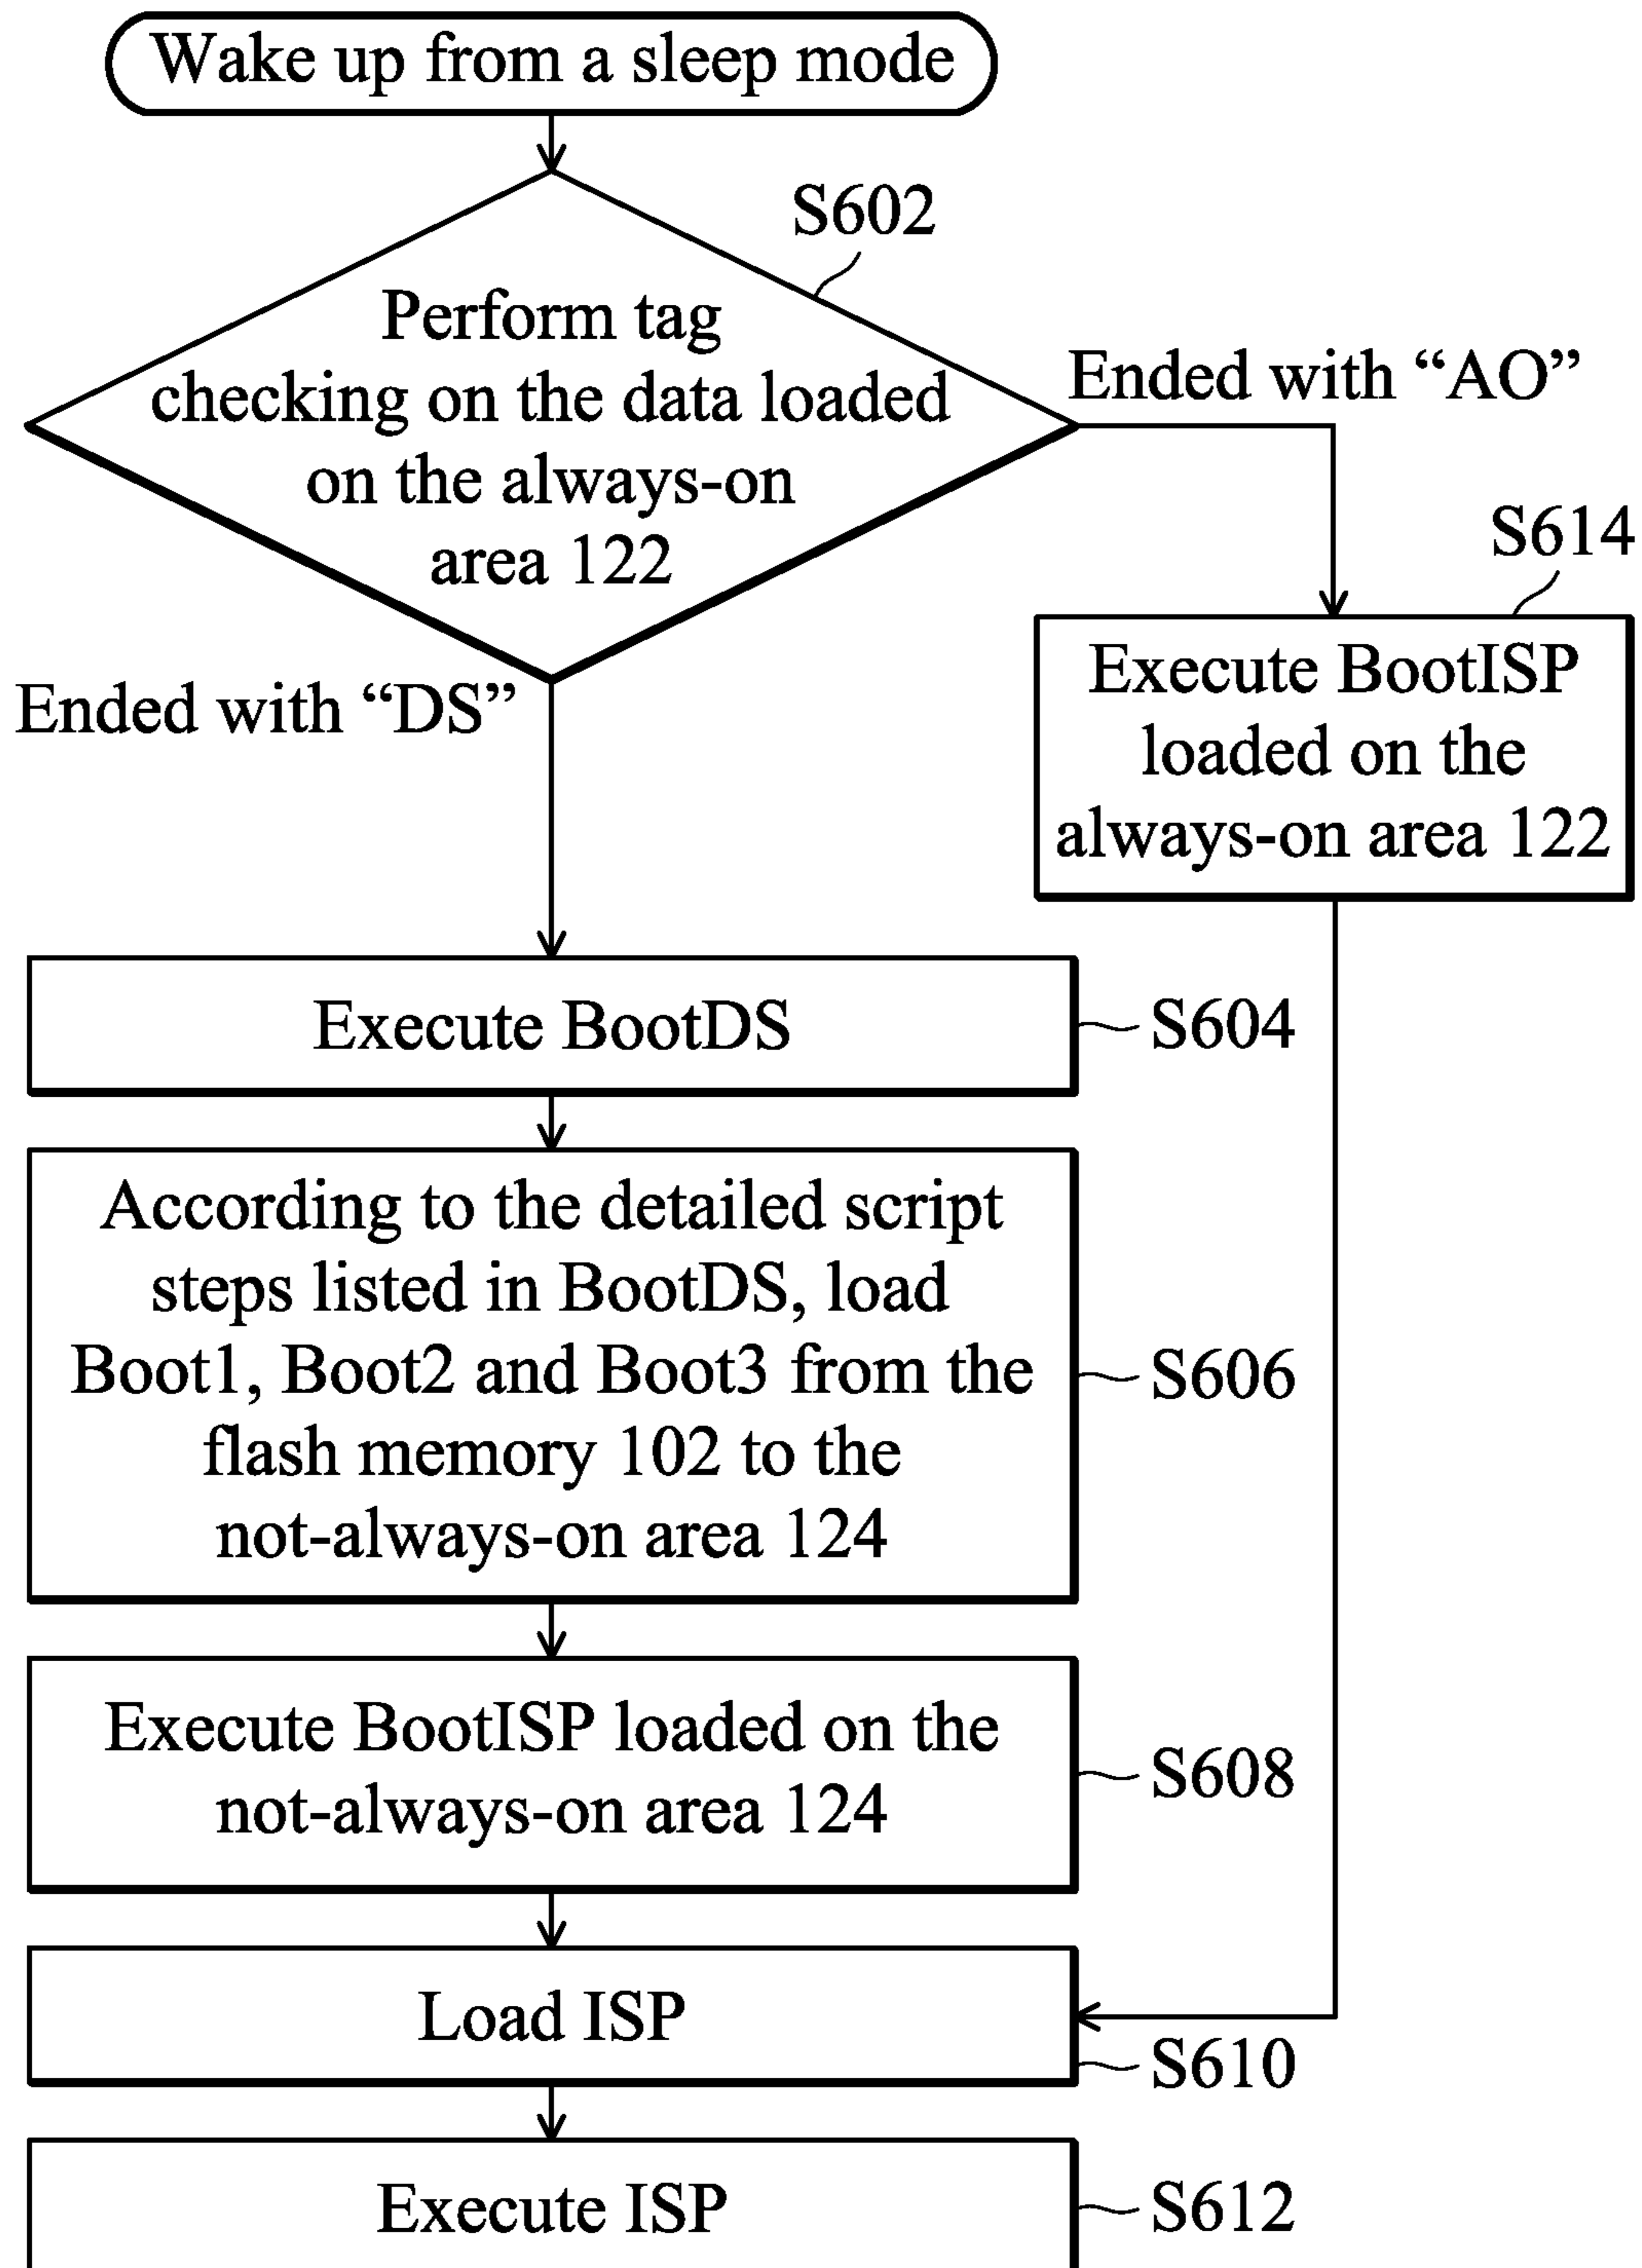 Wake up from a sleep mode
S602
Perform tag
checking on the data loaded
on the always-on
area 122
Ended with “AO”
Ended with “DS”
S614
Execute BootISP
loaded on the
always-on area 122
Execute BootDS
S604
According to the detailed script
steps listed in BootDS, load
Boot1, Boot2 and Boot3 from the
flash memory 102 to the
not-always-on area 124
S606
Execute BootISP loaded on the
not-always-on area 124
S608
Load ISP
S610
Execute ISP
S612